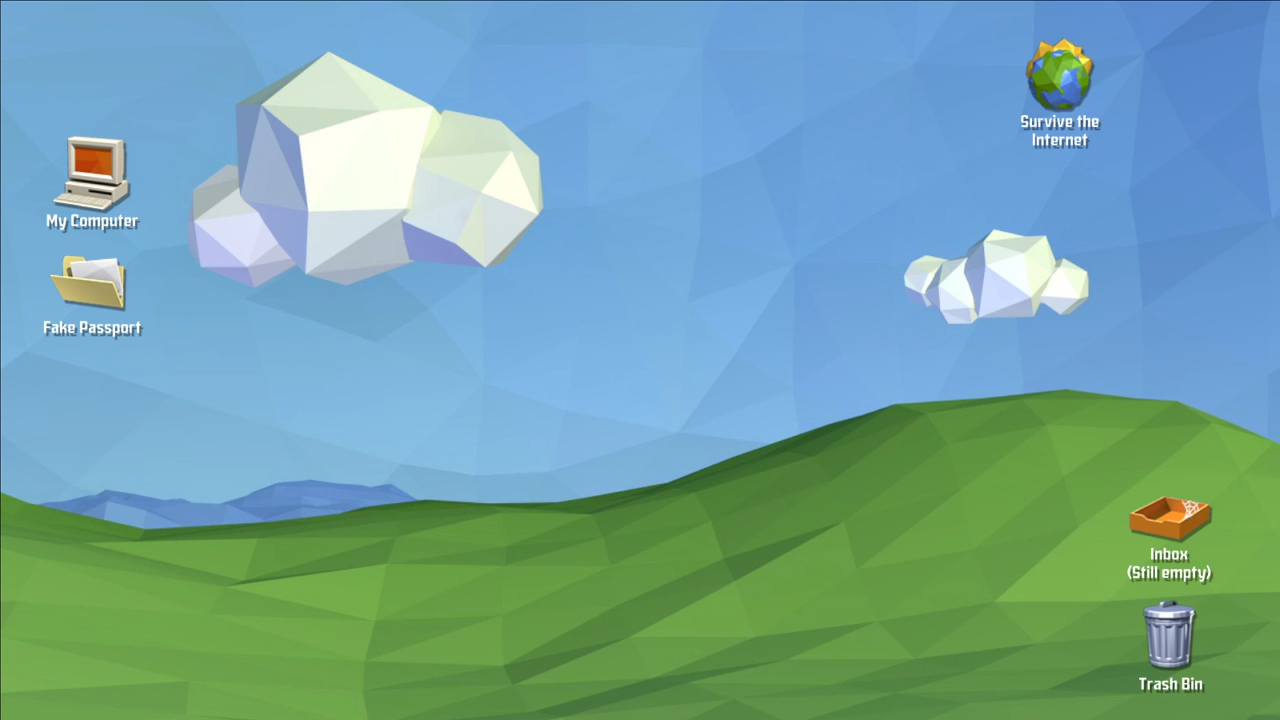 Survive the
Internet
My Computer
Fake Passport
Inbox
(Still empty)
Trash Bin